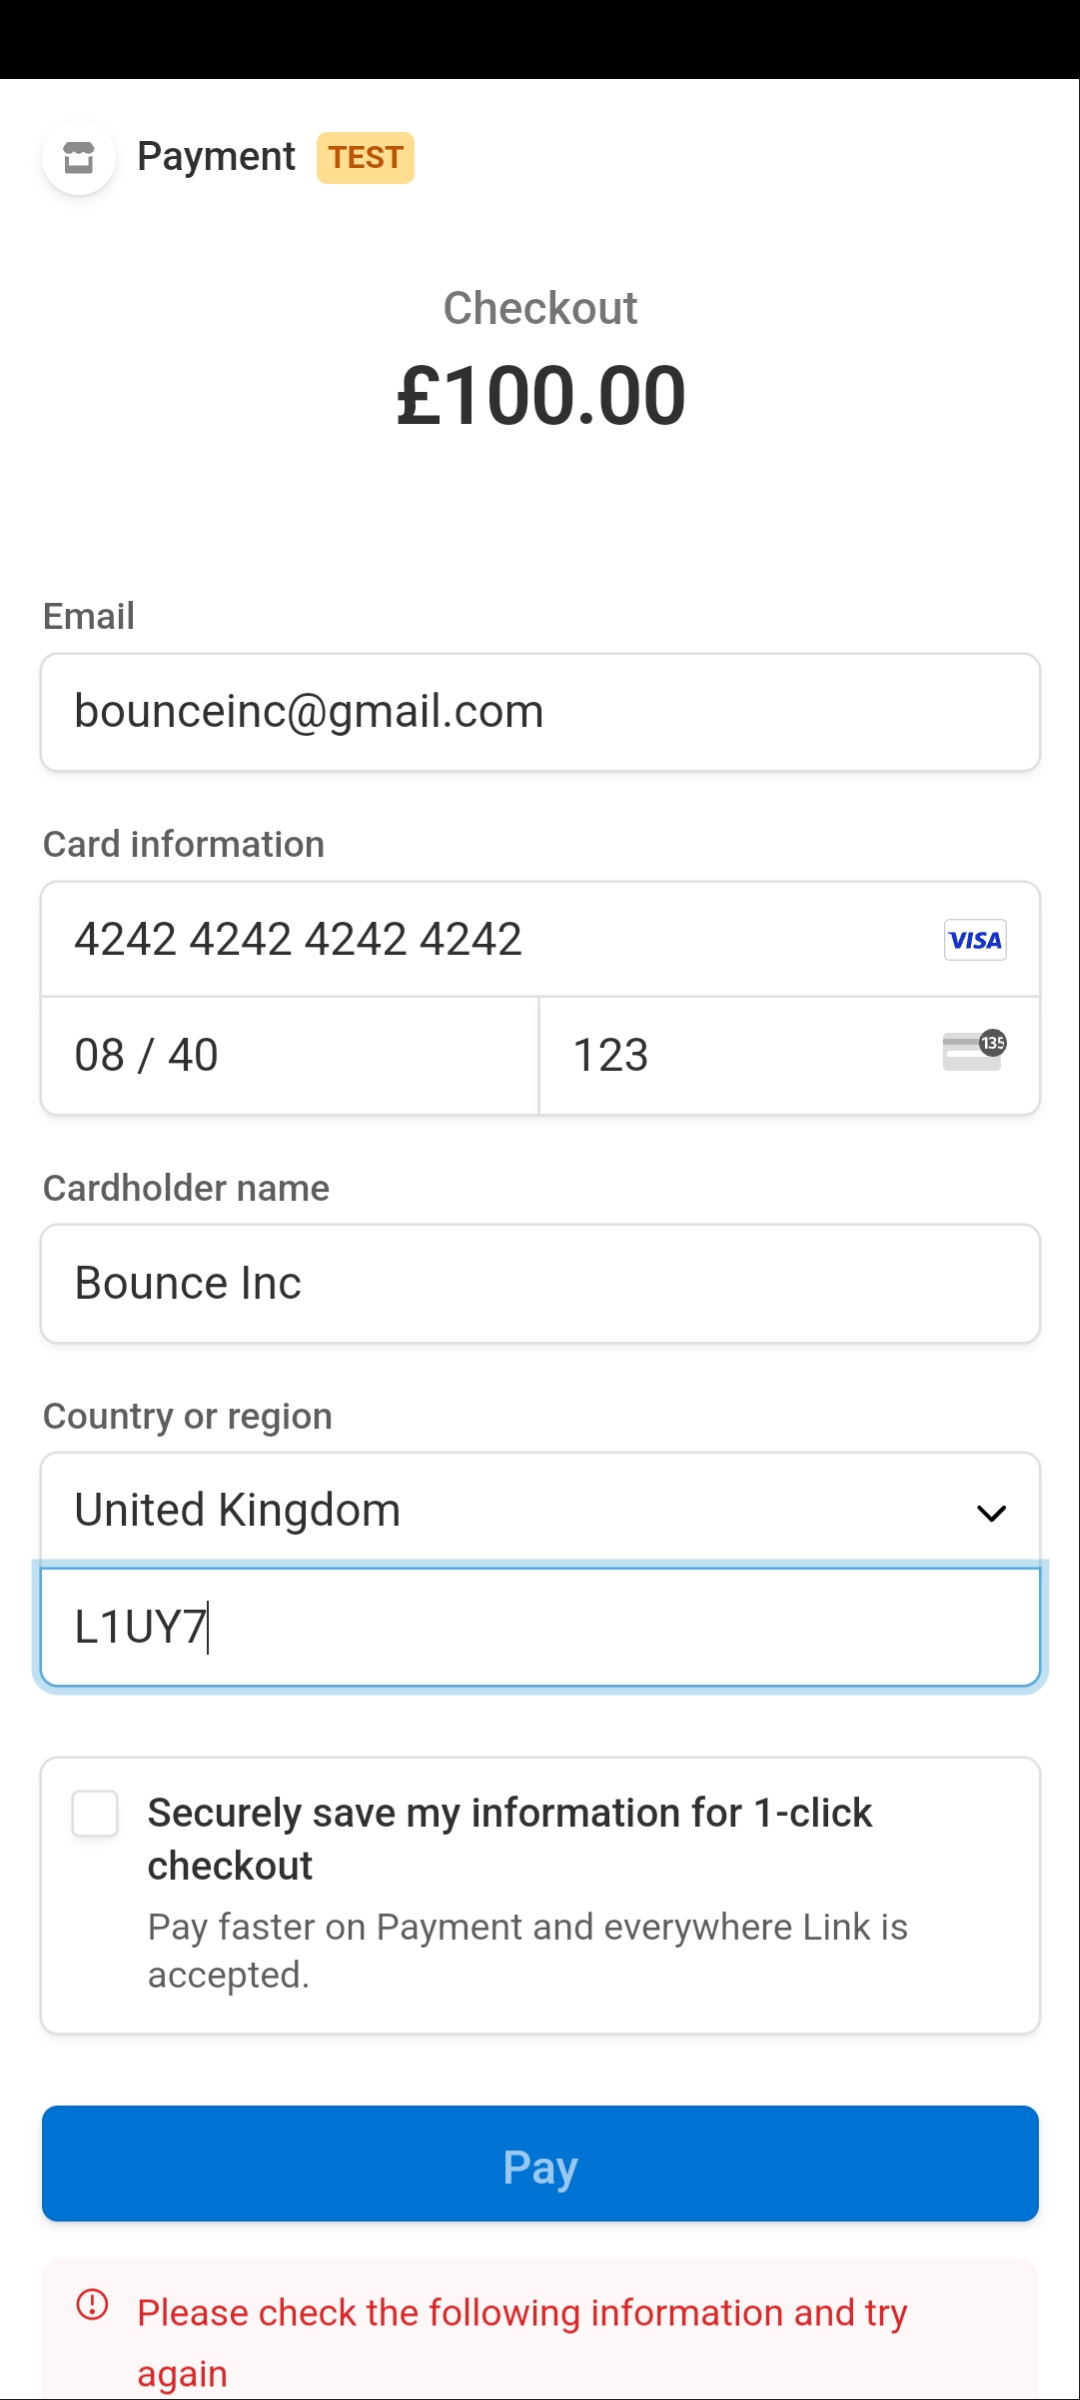 Payment TEST
Checkout
£100.00
Email
bounceinc@gmail.com
Card information
4242 4242 4242 4242 VISA
08 / 40 123 135
Cardholder name
Bounce Inc
Country or region
United Kingdom
L1UY7
Securely save my information for 1-click
checkout
Pay faster on Payment and everywhere Link is
accepted.
Pay
Please check the following information and try
again